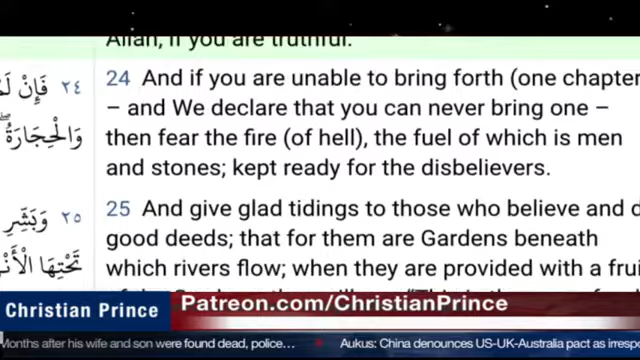 Allah, if you are truthful.
٢٤ فَإِنْ لَمْ
24 And if you are unable to bring forth (one chapter
– and We declare that you can never bring one –
وَالْحِجَارَةُ ۖ
then fear the fire (of hell), the fuel of which is men
and stones; kept ready for the disbelievers.
٢٥ وَبَشِّرِ
25 And give glad tidings to those who believe and d
good deeds; that for them are Gardens beneath
تَحْتِهَا
which rivers flow; when they are provided with a frui
Christian Prince
Patreon.com/ChristianPrince
Months after his wife and son were found dead, police...
Aukus: China denounces US-UK-Australia pact as irrespo